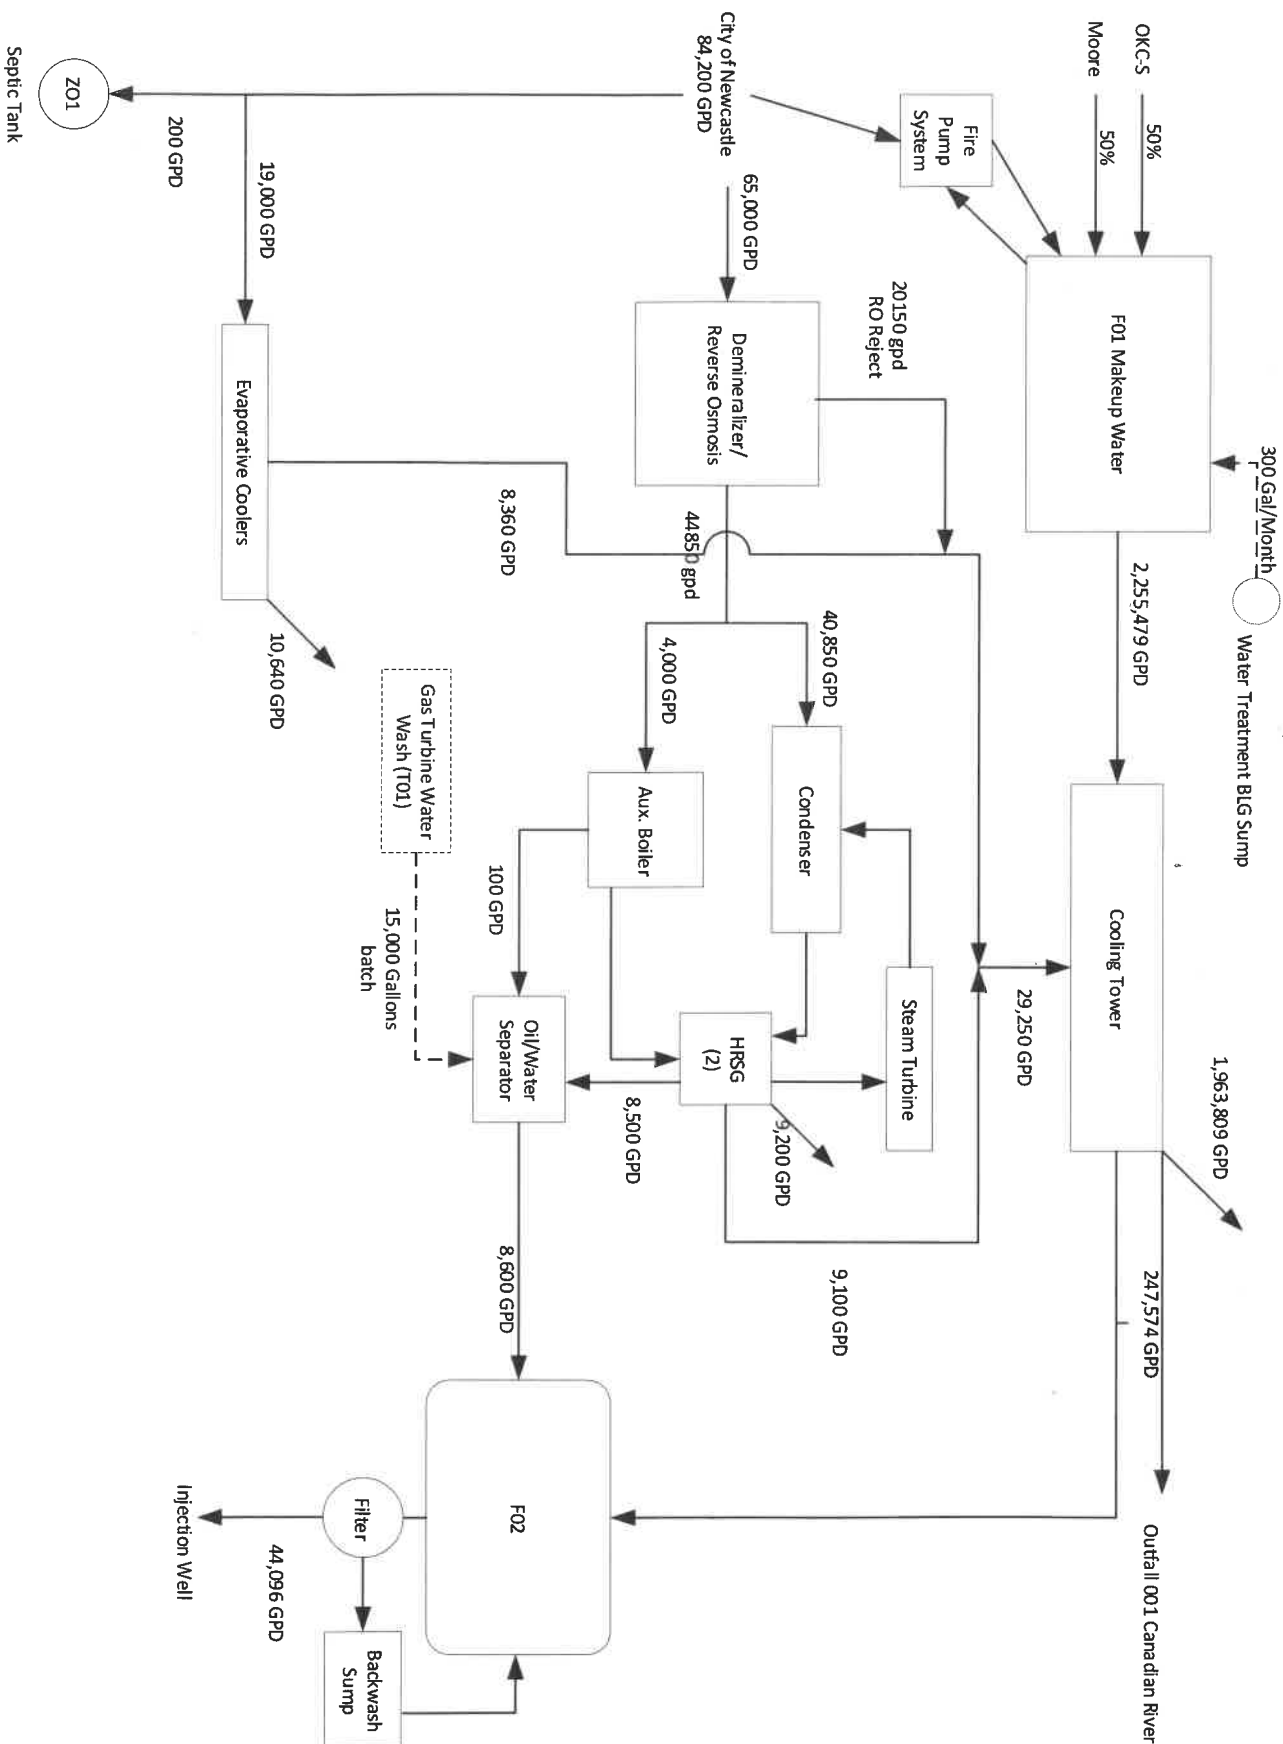 OKC-S
50%
Moore
50%
300 Gal/Month
Water Treatment BLG Sump
F01 Makeup Water
2,255,479 GPD
Cooling Tower
1,963,809 GPD
247,574 GPD
Outfall 001 Canadian River
Fire
Pump
System
City of Newcastle
84,200 GPD
65,000 GPD
20150 gpd
RO Reject
Demineralizer/
Reverse Osmosis
44850 gpd
40,850 GPD
4,000 GPD
Condenser
Steam Turbine
29,250 GPD
Aux. Boiler
HRSG
(2)
9,200 GPD
9,100 GPD
8,500 GPD
100 GPD
Oil/Water
Separator
8,600 GPD
F02
Gas Turbine Water
Wash (T01)
15,000 Gallons
batch
19,000 GPD
200 GPD
ZO1
Septic Tank
Evaporative Coolers
8,360 GPD
10,640 GPD
Filter
Backwash
Sump
44,096 GPD
Injection Well